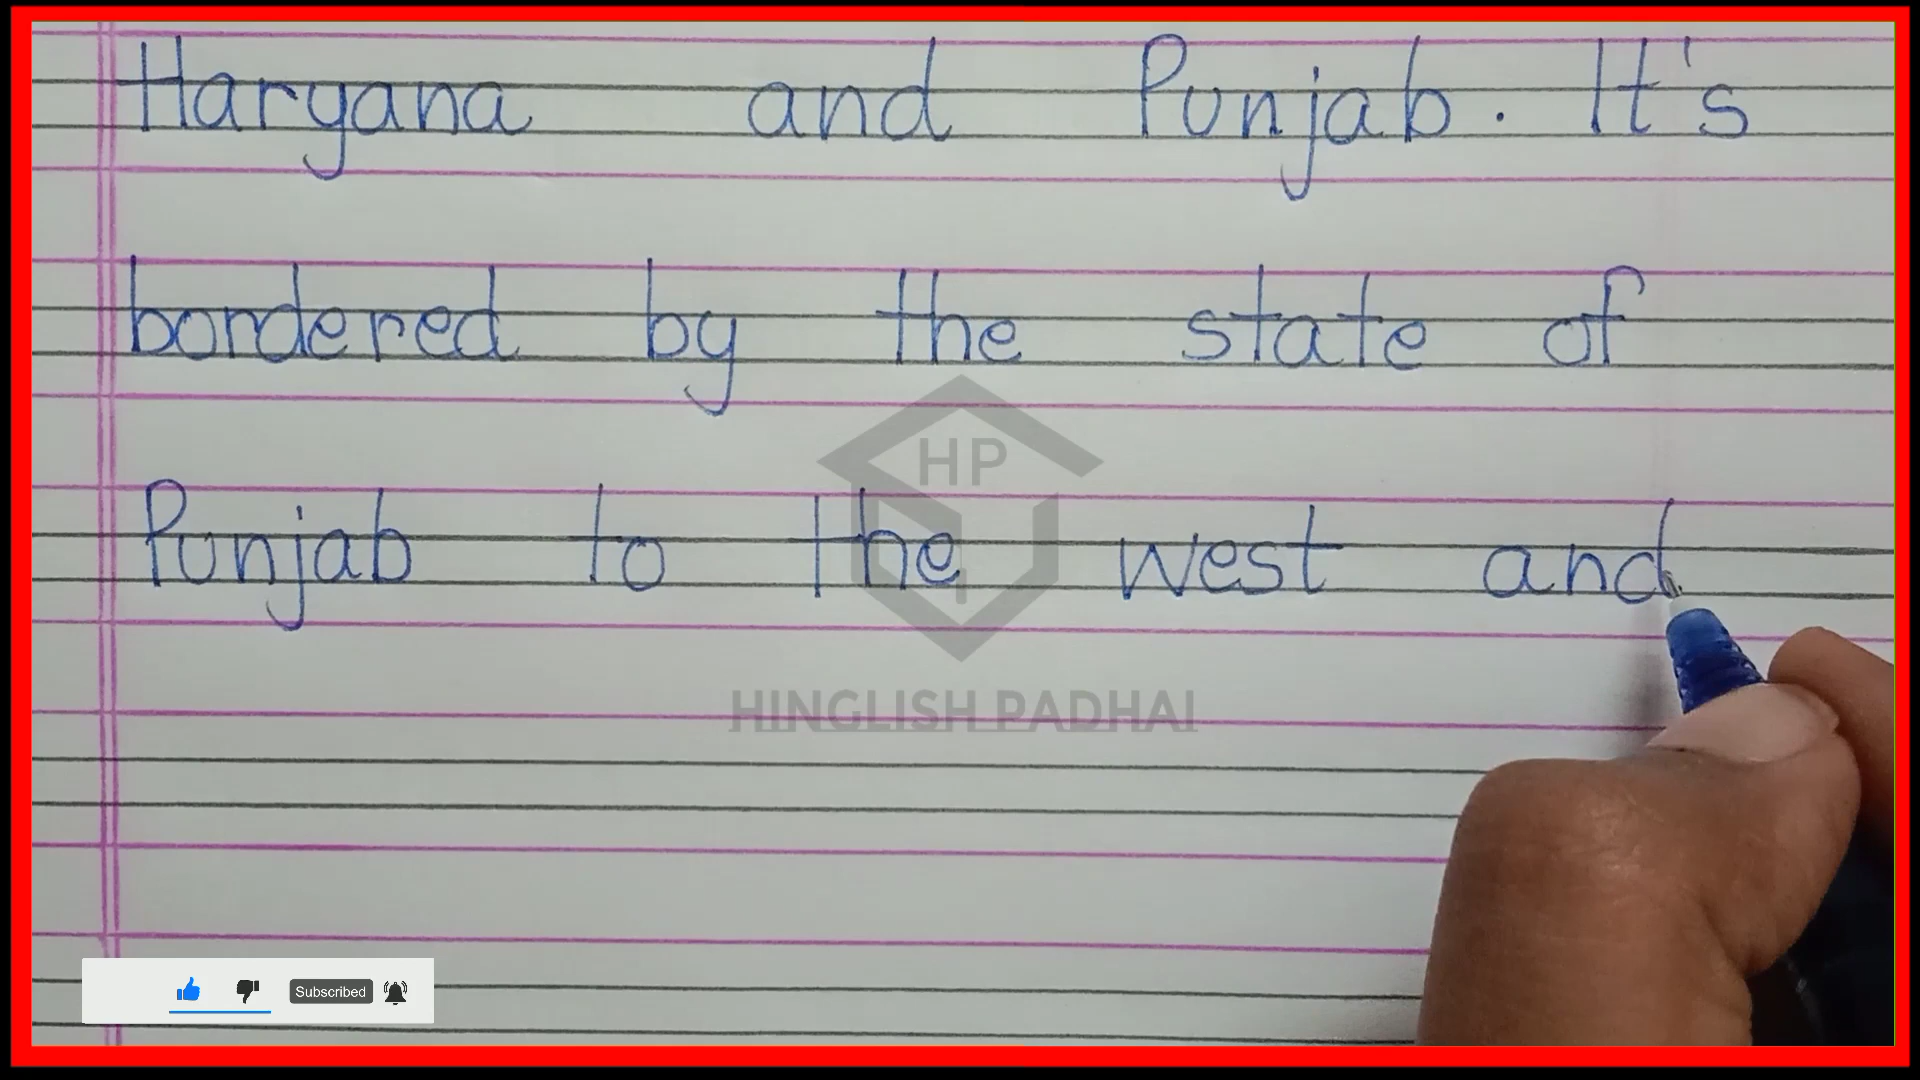 Haryana and Punjab. It's
bordered by the state of
Punjab to the west and
HP
HINGLISH PADHAI
Subscribed